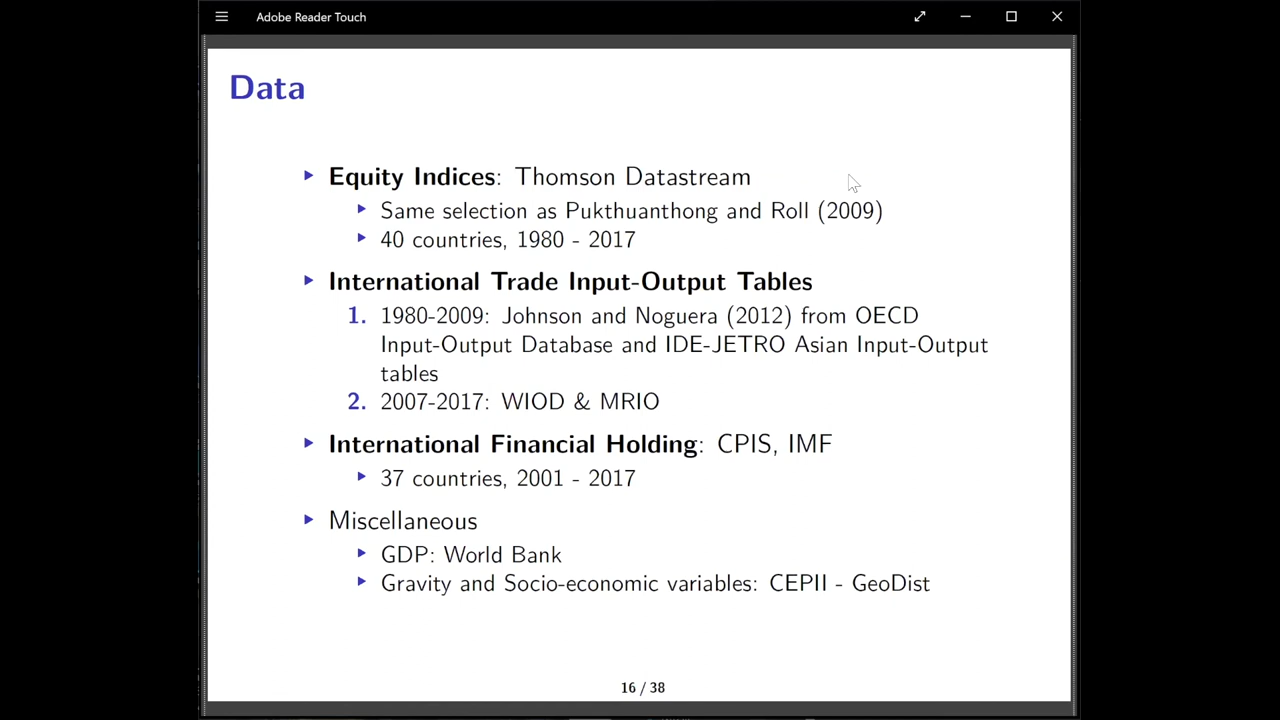 Adobe Reader Touch
Data
Equity Indices: Thomson Datastream
Same selection as Pukthuanthong and Roll (2009)
40 countries, 1980 - 2017
International Trade Input-Output Tables
1. 1980-2009: Johnson and Noguera (2012) from OECD
Input-Output Database and IDE-JETRO Asian Input-Output
tables
2. 2007-2017: WIOD & MRIO
International Financial Holding: CPIS, IMF
37 countries, 2001 - 2017
Miscellaneous
GDP: World Bank
Gravity and Socio-economic variables: CEPII - GeoDist
16 / 38